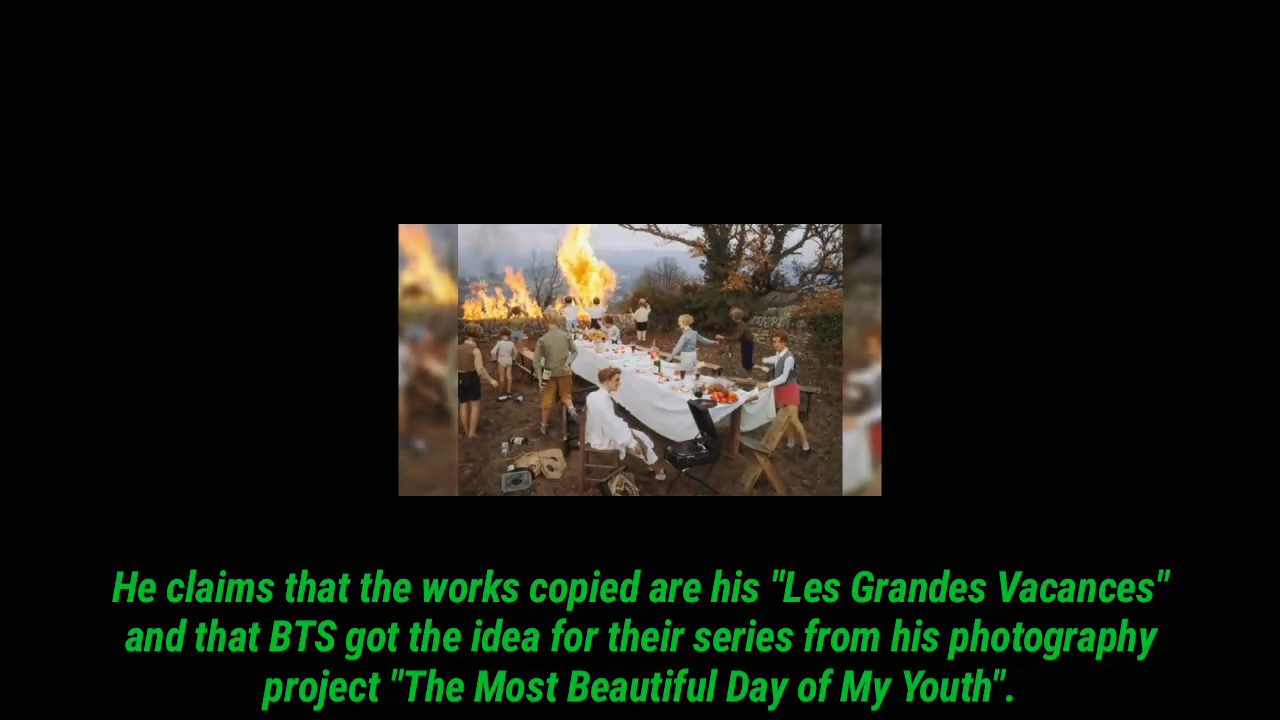 He claims that the works copied are his "Les Grandes Vacances"
and that BTS got the idea for their series from his photography
project "The Most Beautiful Day of My Youth".